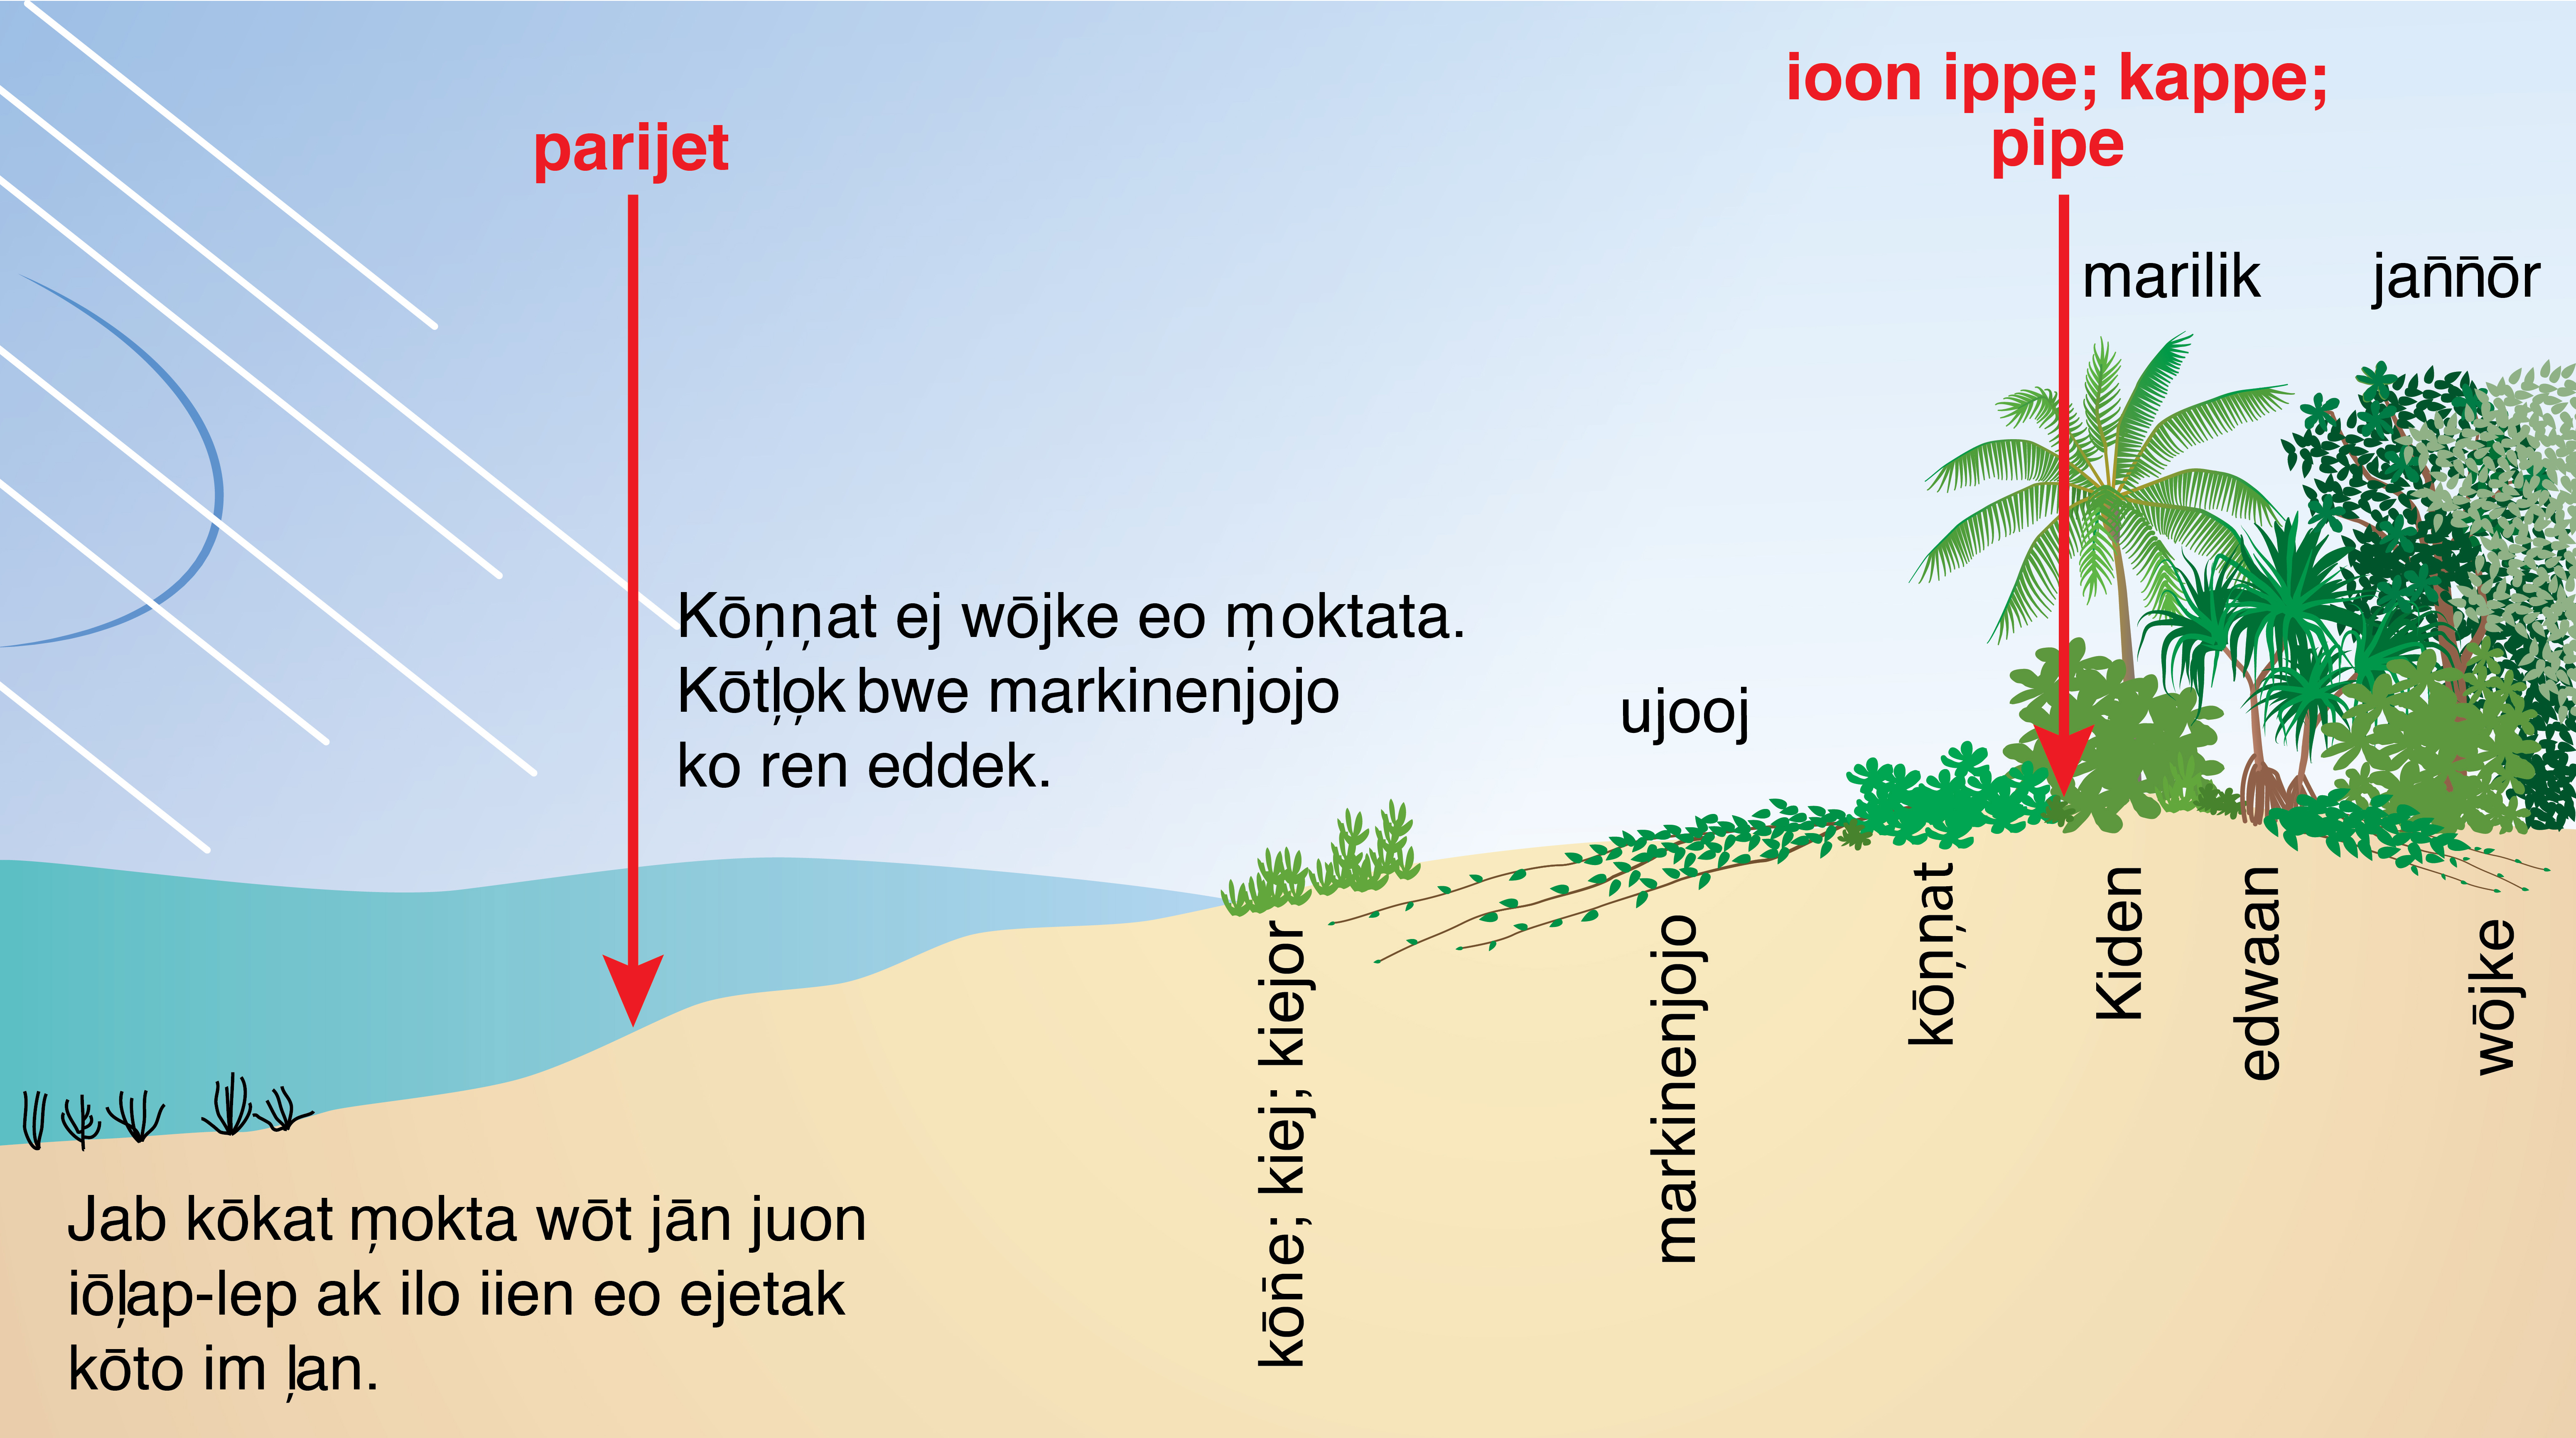 ioon ippe; kappe;
pipe
parijet
marilik
jan̄n̄ōr
Kōṇṇat ej wōjke eo ṃoktata.
Kōtḷọk bwe markinenjojo
ko ren eddek.
ujooj
kōn̄e; kiej; kiejor
markinenjojo
kōṇṇat
Kiden
edwaan
wōjke
Jab kōkat ṃokta wōt jān juon
iōḷap-lep ak ilo iien eo ejetak
kōto im ḷan.